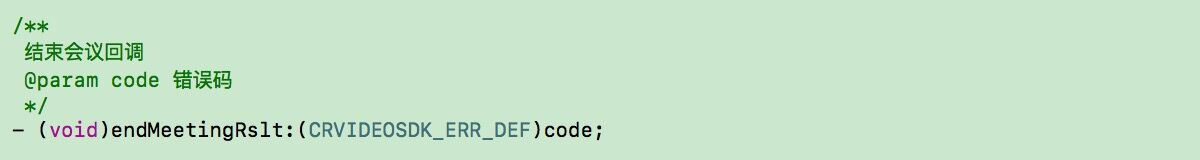 /**
结束会议回调
@param code 错误码
*/
- (void)endMeetingRslt:(CRVIDEOSDK_ERR_DEF)code;